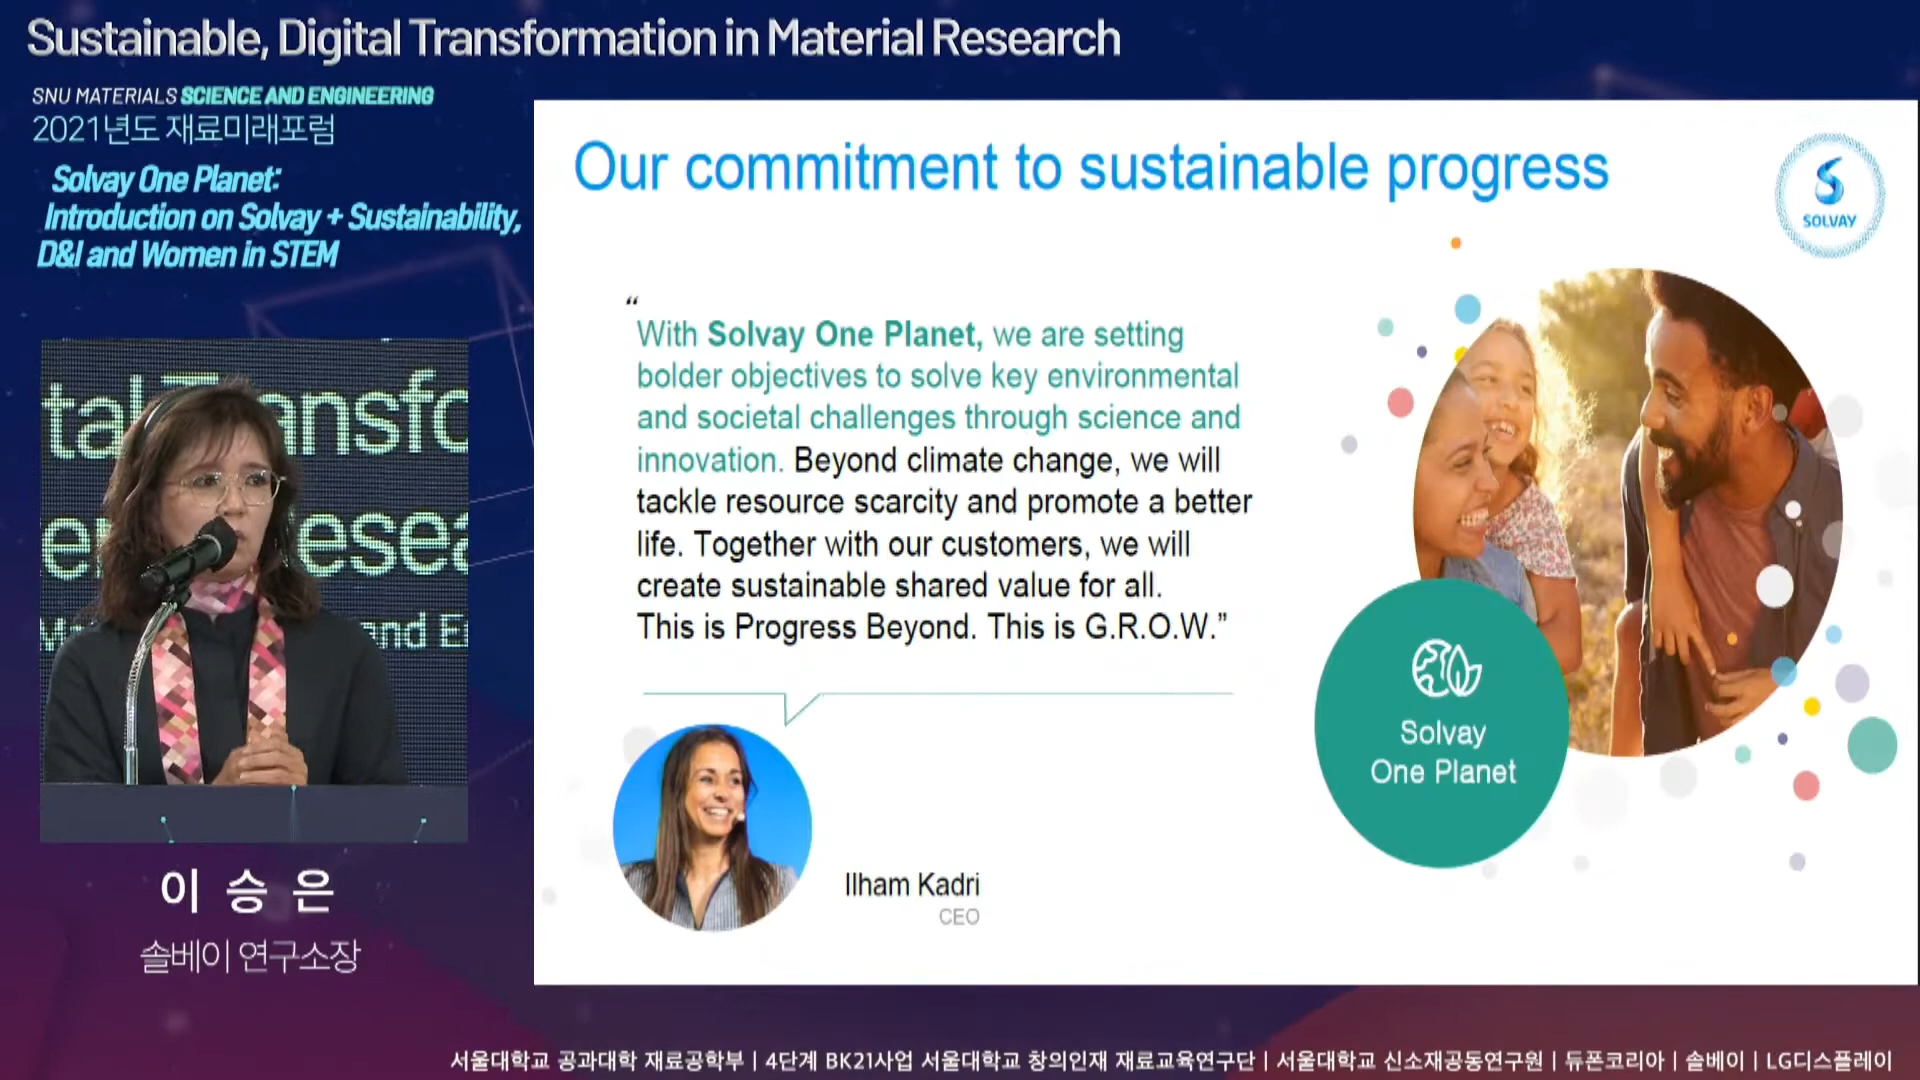 Sustainable, Digital Transformation in Material Research
SNU MATERIALS SCIENCE AND ENGINEERING
2021년도 재료미래포럼
Solvay One Planet:
Introduction on Solvay + Sustainability,
D&I and Women in STEM
tal Transfo
esea
and E
이 승 은
솔베이 연구소장
Our commitment to sustainable progress
SOLVAY
“
With Solvay One Planet, we are setting
bolder objectives to solve key environmental
and societal challenges through science and
innovation. Beyond climate change, we will
tackle resource scarcity and promote a better
life. Together with our customers, we will
create sustainable shared value for all.
This is Progress Beyond. This is G.R.O.W.”
Ilham Kadri
CEO
Solvay
One Planet
서울대학교 공과대학 재료공학부 | 4단계 BK21사업 서울대학교 창의인재 재료교육연구단 | 서울대학교 신소재공동연구원 | 듀폰코리아 | 솔베이 | LG디스플레이